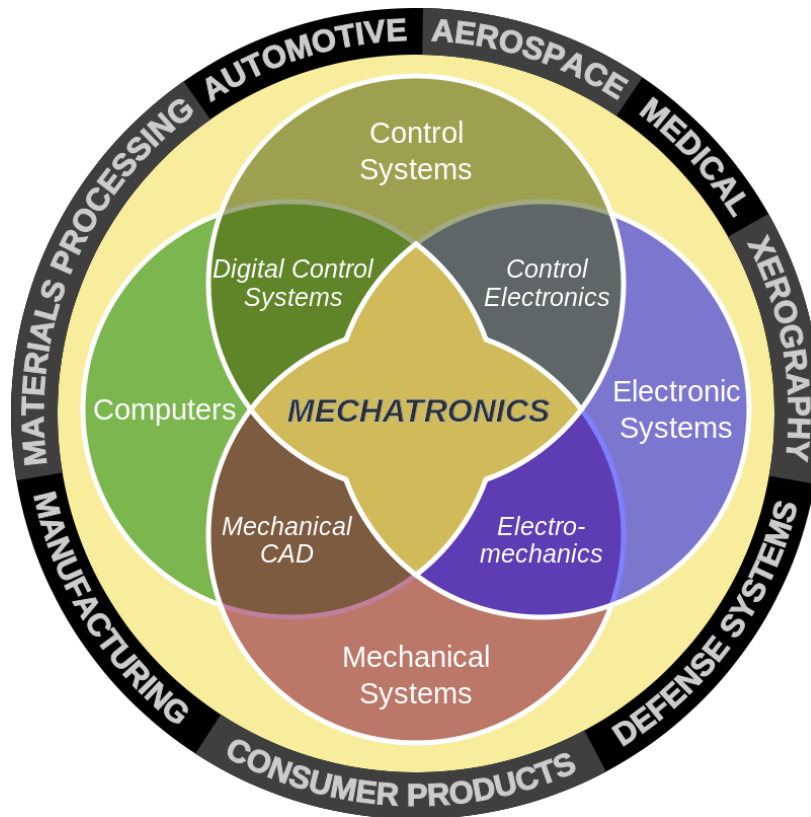 AUTOMOTIVE
AEROSPACE
MEDICAL
XEROGRAPHY
DEFENSE SYSTEMS
CONSUMER PRODUCTS
MANUFACTURING
MATERIALS PROCESSING
Control
Systems
Digital Control
Systems
Control
Electronics
Computers
MECHATRONICS
Electronic
Systems
Mechanical
CAD
Electro-
mechanics
Mechanical
Systems